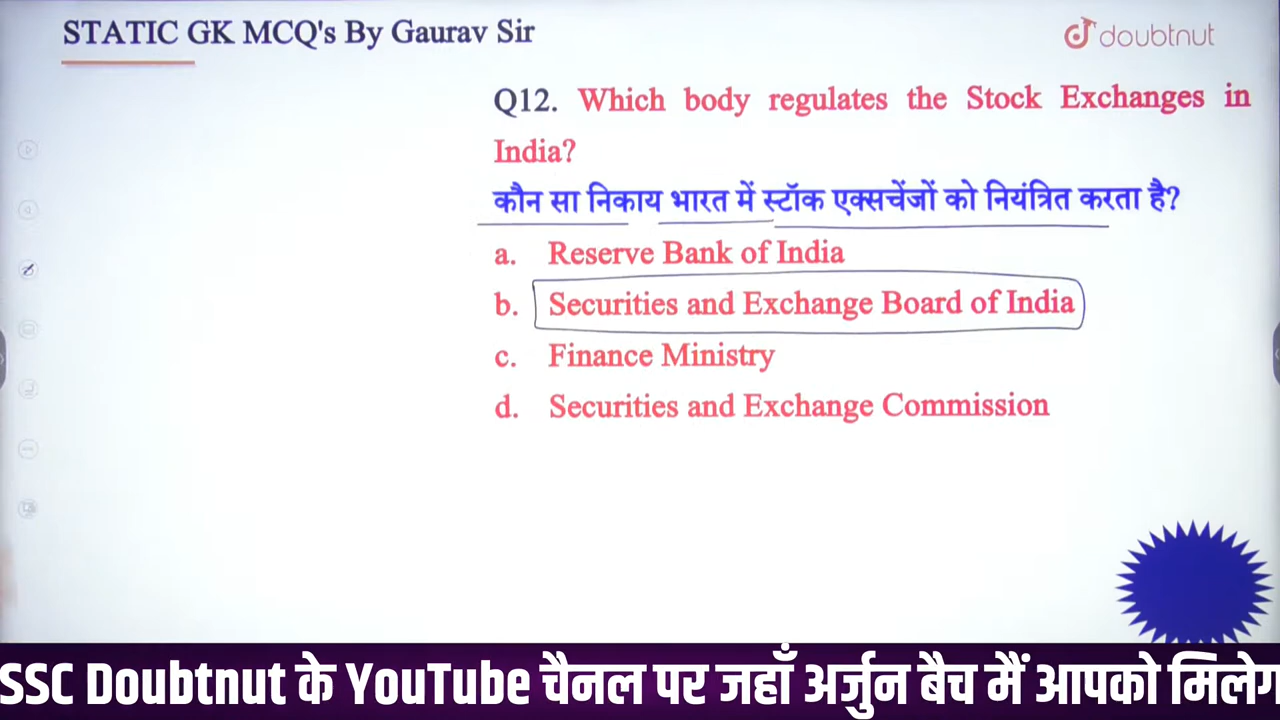 STATIC GK MCQ's By Gaurav Sir
doubtnut
Q12. Which body regulates the Stock Exchanges in
India?
कौन सा निकाय भारत में स्टॉक एक्सचेंजों को नियंत्रित करता है?
a. Reserve Bank of India
b. Securities and Exchange Board of India
c. Finance Ministry
d. Securities and Exchange Commission
SSC Doubtnut के YouTube चैनल पर जहाँ अर्जुन बैच मैं आपको मिलेग